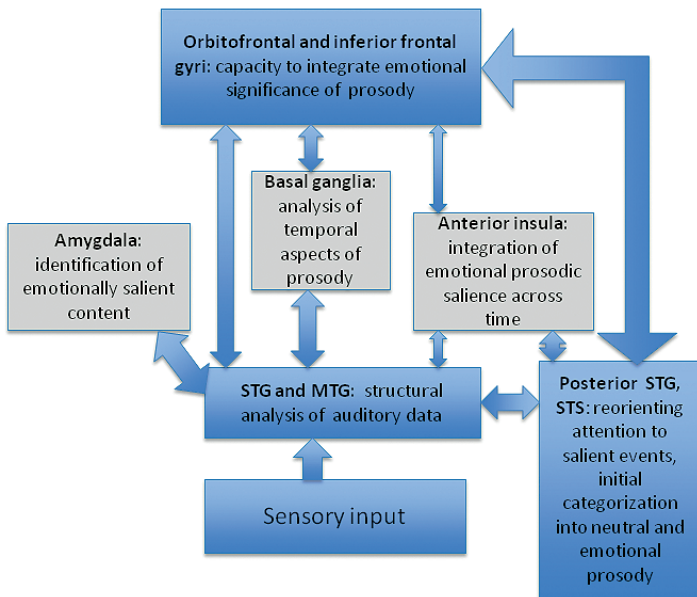 Orbitofrontal and inferior frontal
gyri: capacity to integrate emotional
significance of prosody
Basal ganglia:
analysis of
temporal
aspects of
prosody
Amygdala:
identification of
emotionally salient
content
Anterior insula:
integration of
emotional prosodic
salience across
time
STG and MTG: structural
analysis of auditory data
Posterior STG,
STS: reorienting
attention to
salient events,
initial
categorization
into neutral and
emotional
prosody
Sensory input